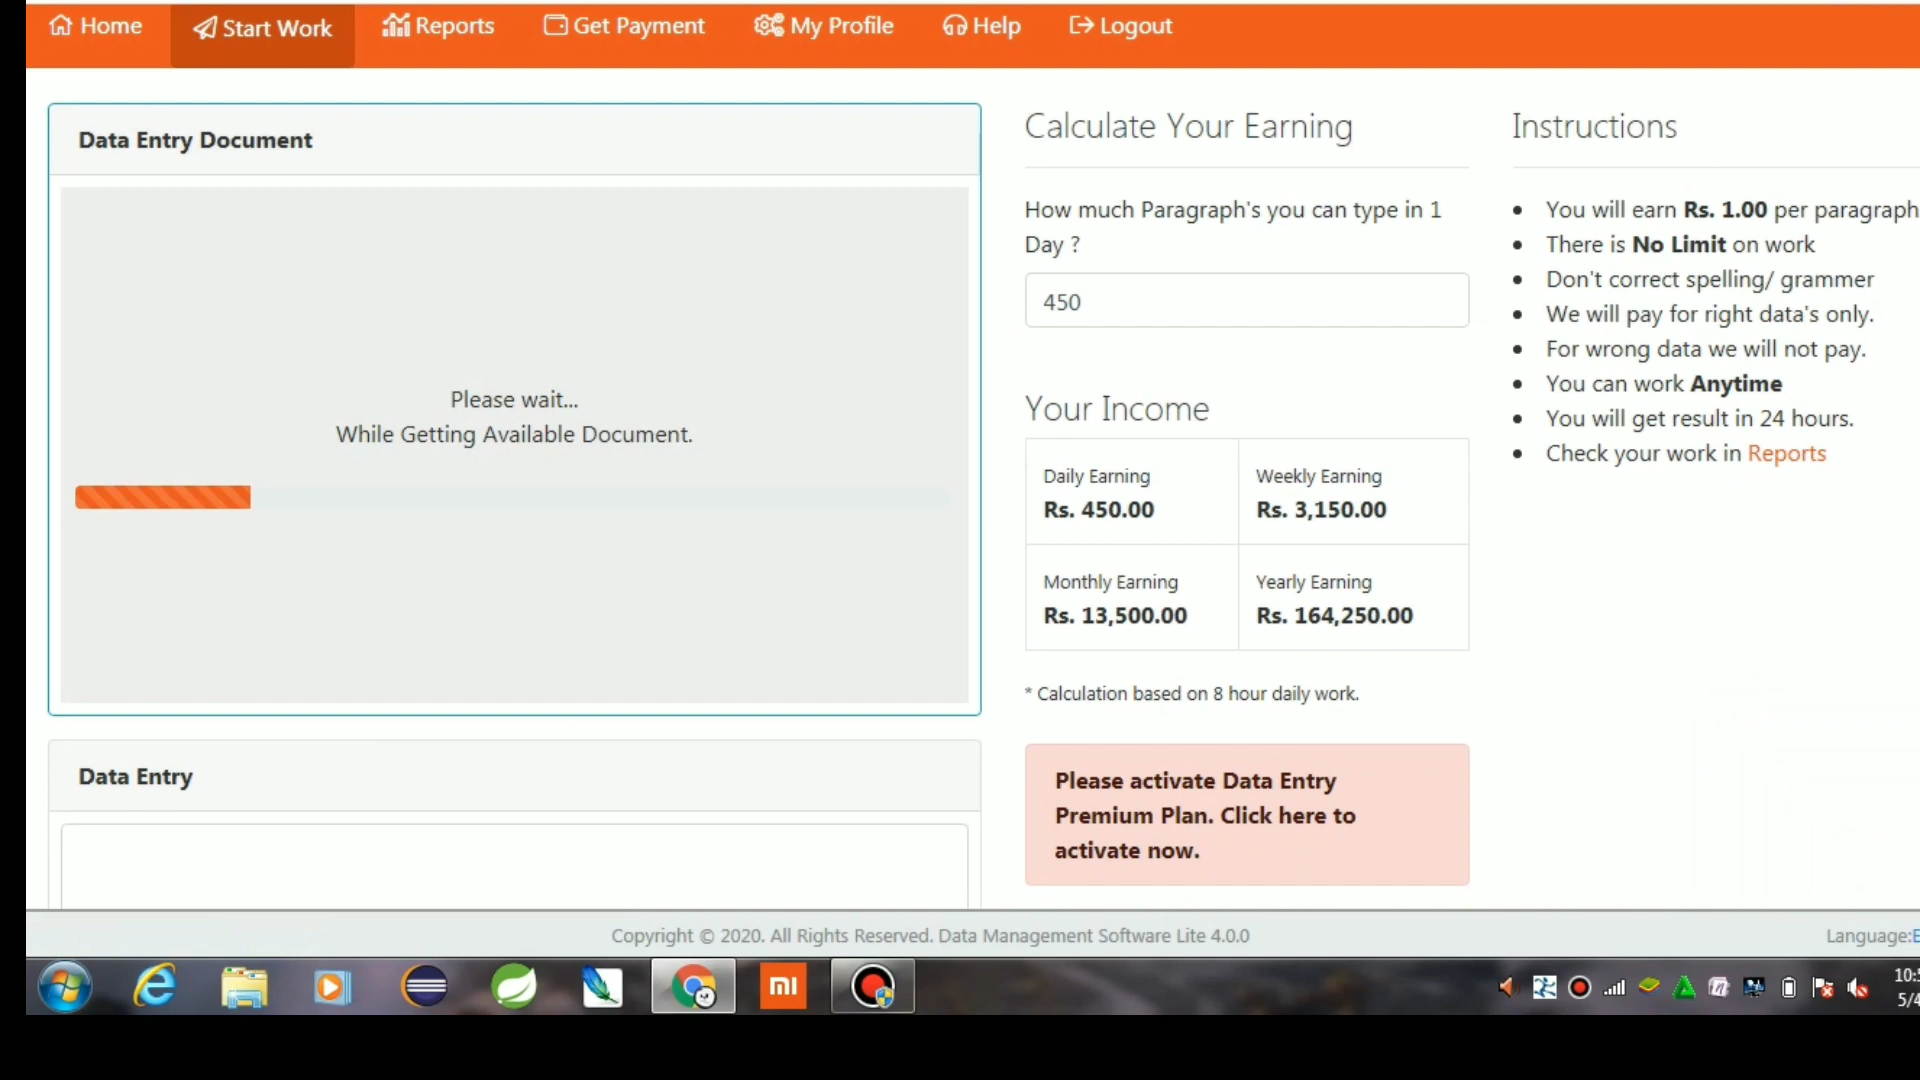 Home Start Work Reports Get Payment My Profile Help Logout
Data Entry Document
Please wait...
While Getting Available Document.
Data Entry
Calculate Your Earning
How much Paragraph's you can type in 1
Day ?
450
Your Income
Daily Earning
Rs. 450.00
Weekly Earning
Rs. 3,150.00
Monthly Earning
Rs. 13,500.00
Yearly Earning
Rs. 164,250.00
* Calculation based on 8 hour daily work.
Please activate Data Entry
Premium Plan. Click here to
activate now.
Instructions
• You will earn Rs. 1.00 per paragraph
• There is No Limit on work
• Don't correct spelling/ grammer
• We will pay for right data's only.
• For wrong data we will not pay.
• You can work Anytime
• You will get result in 24 hours.
• Check your work in Reports
Copyright © 2020. All Rights Reserved. Data Management Software Lite 4.0.0
Language:
mi
10:
5/4